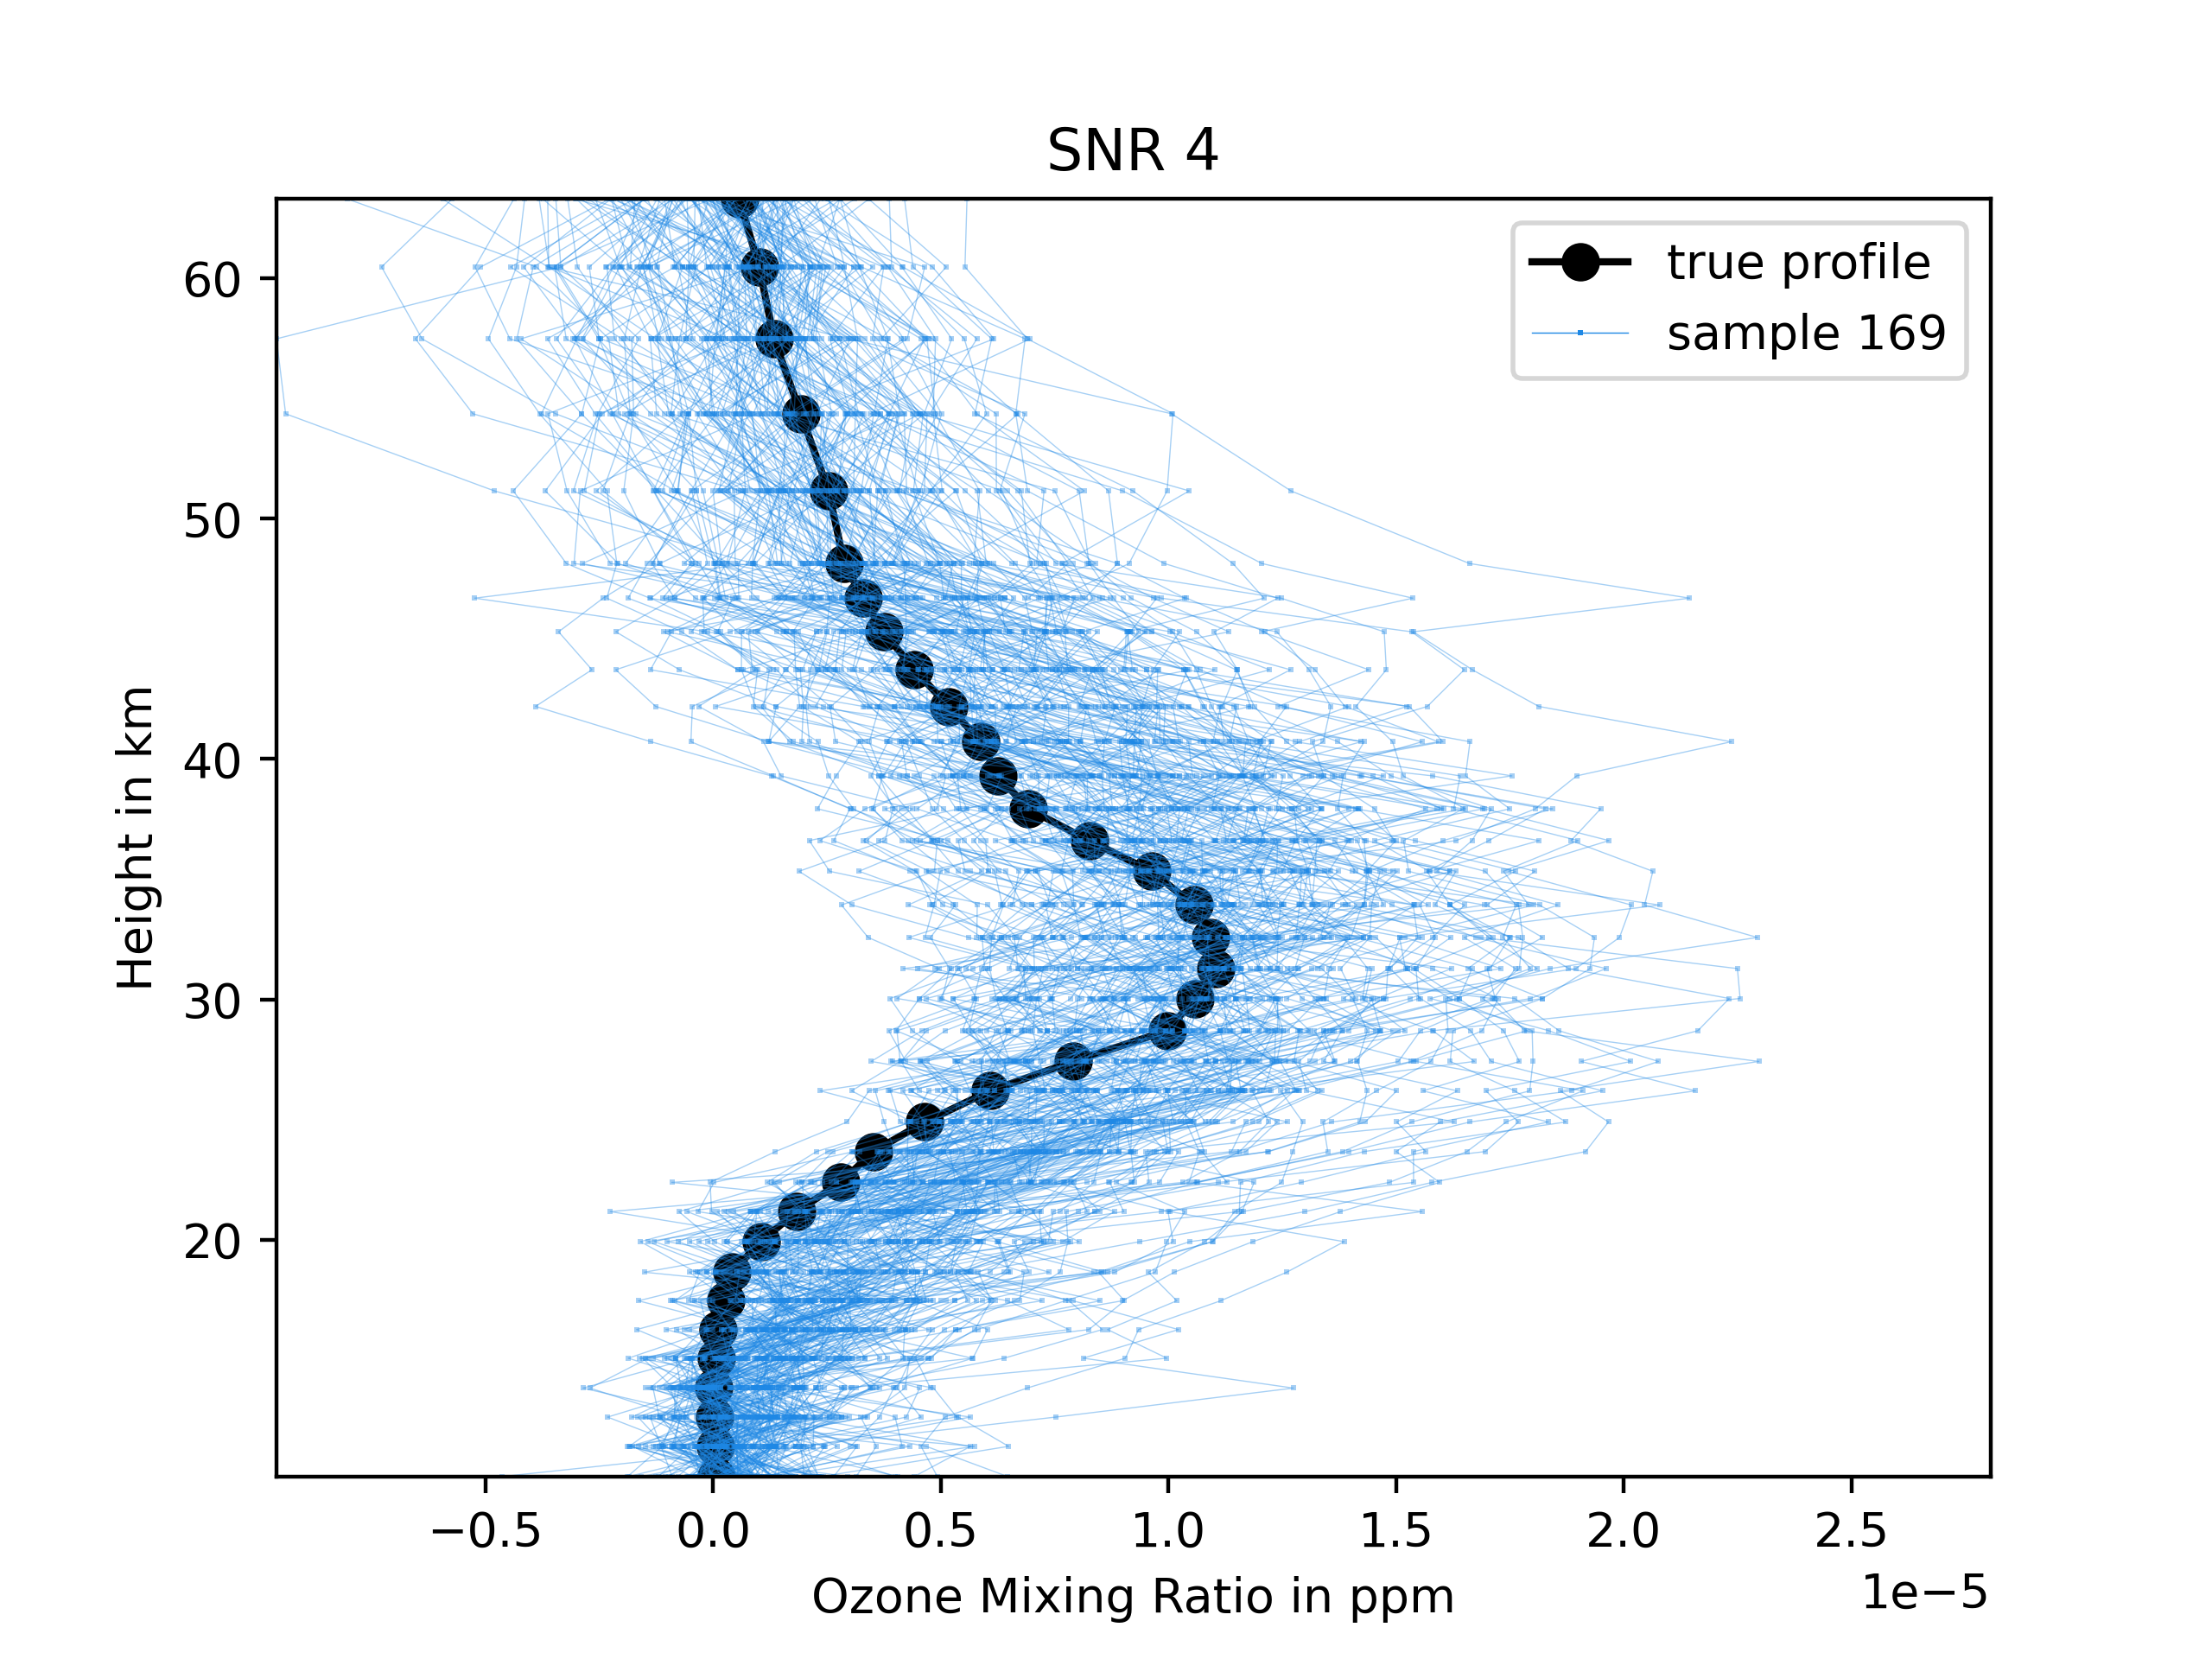 SNR 4
true profile
sample 169
60
50
40
30
20
Height in km
−0.5 0.0 0.5 1.0 1.5 2.0 2.5
1e−5
Ozone Mixing Ratio in ppm